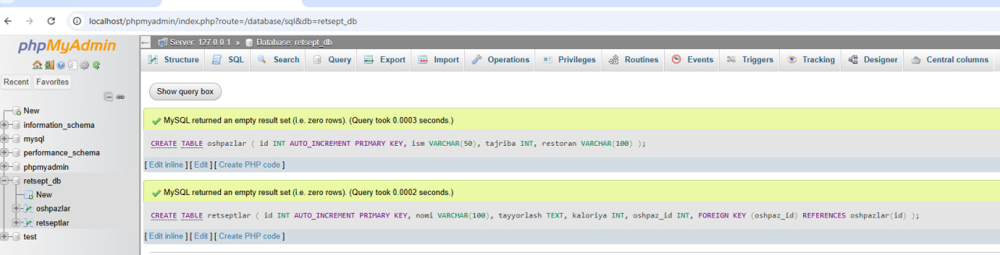 localhost/phpmyadmin/index.php?route=/database/sql&db=retsept_db
phpMyAdmin
Recent Favorites
New
information_schema
mysql
performance_schema
phpmyadmin
retsept_db
New
oshpazlar
retseptlar
test
Server: 127.0.0.1 » Database: retsept_db
Structure SQL Search Query Export Import Operations Privileges Routines Events Triggers Tracking Designer Central columns
Show query box
MySQL returned an empty result set (i.e. zero rows). (Query took 0.0003 seconds.)
CREATE TABLE oshpazlar ( id INT AUTO_INCREMENT PRIMARY KEY, ism VARCHAR(50), tajriba INT, restoran VARCHAR(100) );
[ Edit inline ] [ Edit ] [ Create PHP code ]
MySQL returned an empty result set (i.e. zero rows). (Query took 0.0002 seconds.)
CREATE TABLE retseptlar ( id INT AUTO_INCREMENT PRIMARY KEY, nomi VARCHAR(100), tayyorlash TEXT, kaloriya INT, oshpaz_id INT, FOREIGN KEY (oshpaz_id) REFERENCES oshpazlar(id) );
[ Edit inline ] [ Edit ] [ Create PHP code ]